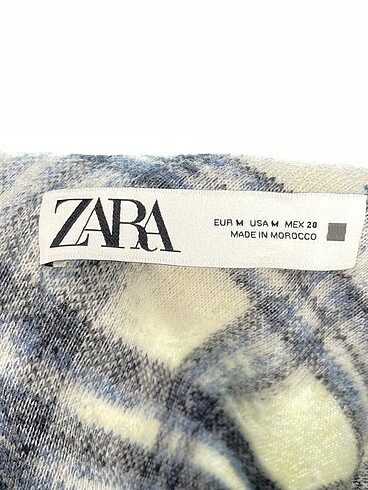 ZARA
EUR M USA M MEX 28
MADE IN MOROCCO